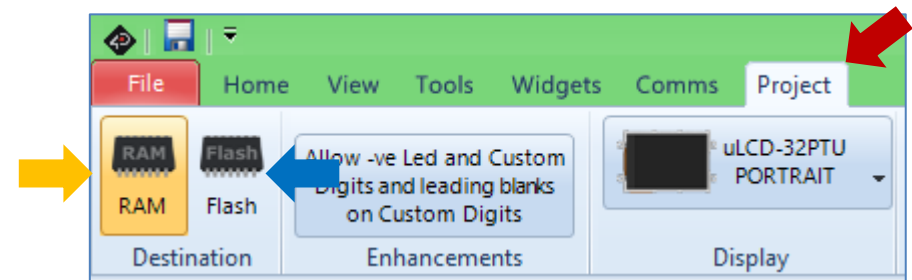 File Home View Tools Widgets Comms Project
RAM Flash
RAM Flash
Allow -ve Led and Custom
Digits and leading blanks
on Custom Digits
uLCD-32PTU
PORTRAIT
Destination Enhancements Display